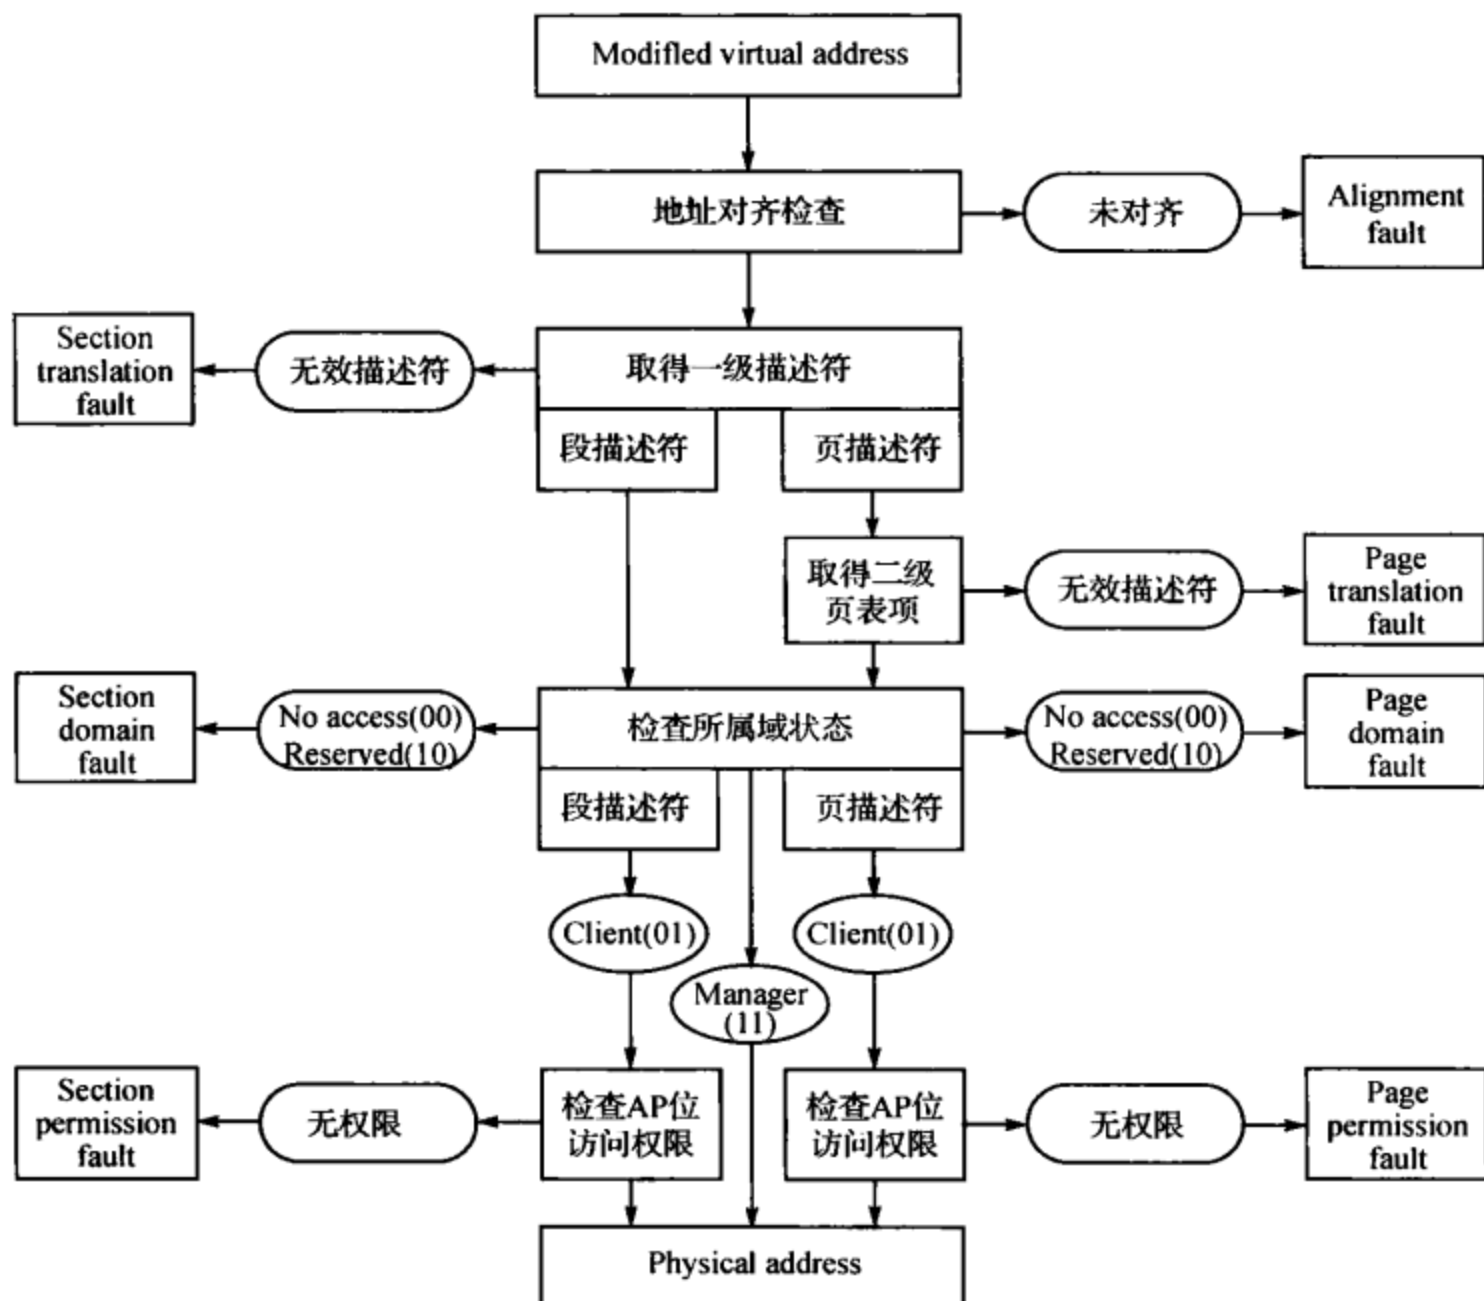 Modifled virtual address
地址对齐检查
未对齐
Alignment
fault
Section
translation
fault
无效描述符
取得一级描述符
段描述符
页描述符
取得二级
页表项
无效描述符
Page
translation
fault
Section
domain
fault
No access(00)
Reserved(10)
检查所属域状态
No access(00)
Reserved(10)
Page
domain
fault
段描述符
页描述符
Client(01)
Client(01)
Manager
(11)
Section
permission
fault
无权限
检查AP位
访问权限
检查AP位
访问权限
无权限
Page
permission
fault
Physical address